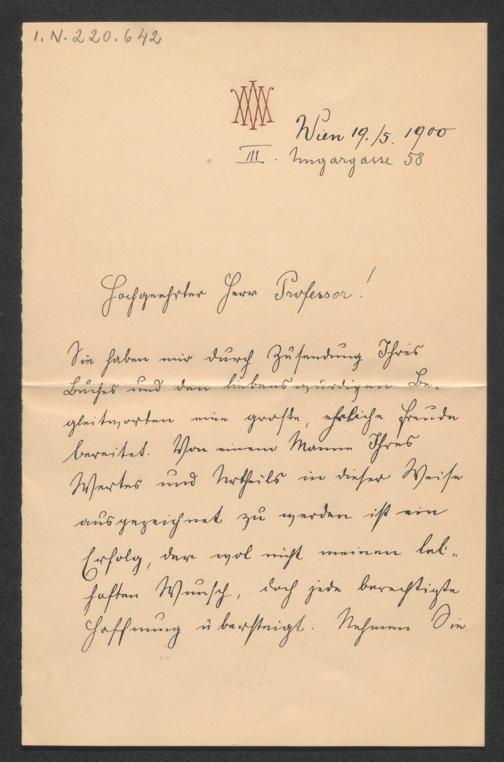 I.N.220.642
Wien 19./5. 1900
III. Ungargasse 58
Hochgeehrter Herr Professor!
Sie haben mir durch Zusendung Ihres
Buches und den liebenswürdigen Be-
gleitworten eine große, ehrliche Freude
bereitet. Von einem Manne Ihres
Wertes und Urtheils in dieser Weise
ausgezeichnet zu werden ist ein
Erfolg, der wol nicht meinen leb-
haften Wunsch, doch jede berechtigte
Hoffnung übersteigt. Nehmen Sie